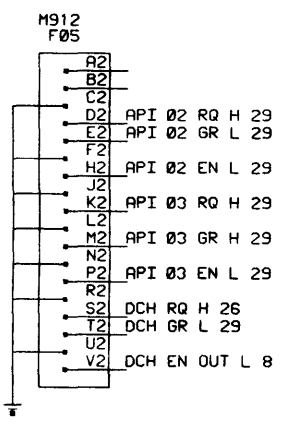 M912
F05
A2
B2
C2
D2 API 02 RQ H 29
E2 API 02 GR L 29
F2
H2 API 02 EN L 29
J2
K2 API 03 RQ H 29
L2
M2 API 03 GR H 29
N2
P2 API 03 EN L 29
R2
S2 DCH RQ H 26
T2 DCH GR L 29
U2
V2 DCH EN OUT L 8